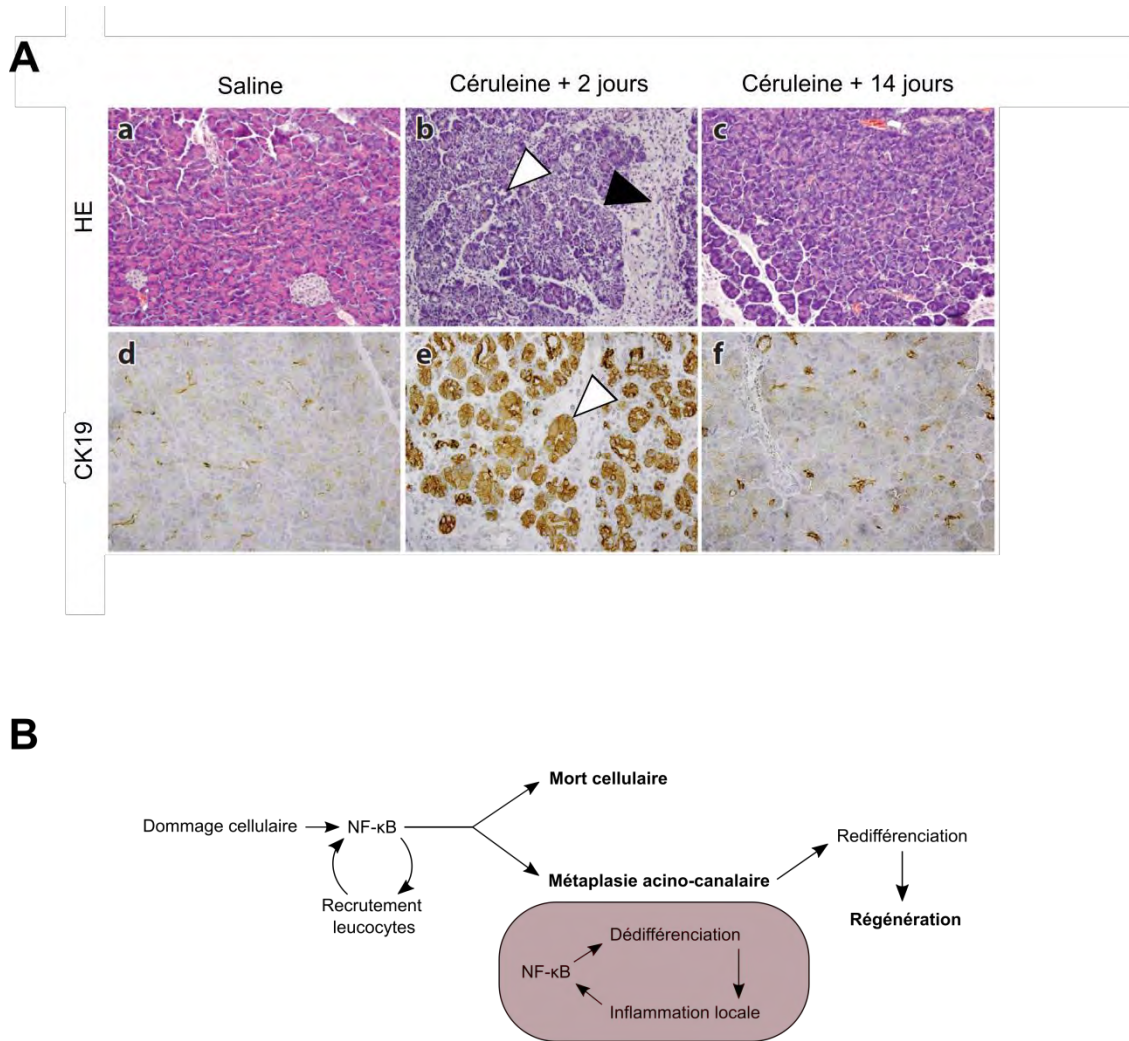 A
Saline
Céruleine + 2 jours
Céruleine + 14 jours
HE
a
b
c
CK19
d
e
f
B
Mort cellulaire
Dommage cellulaire
NF-κB
Redifférenciation
Métaplasie acino-canalaire
Recrutement
leucocytes
Régénération
Dédifférenciation
NF-κB
Inflammation locale